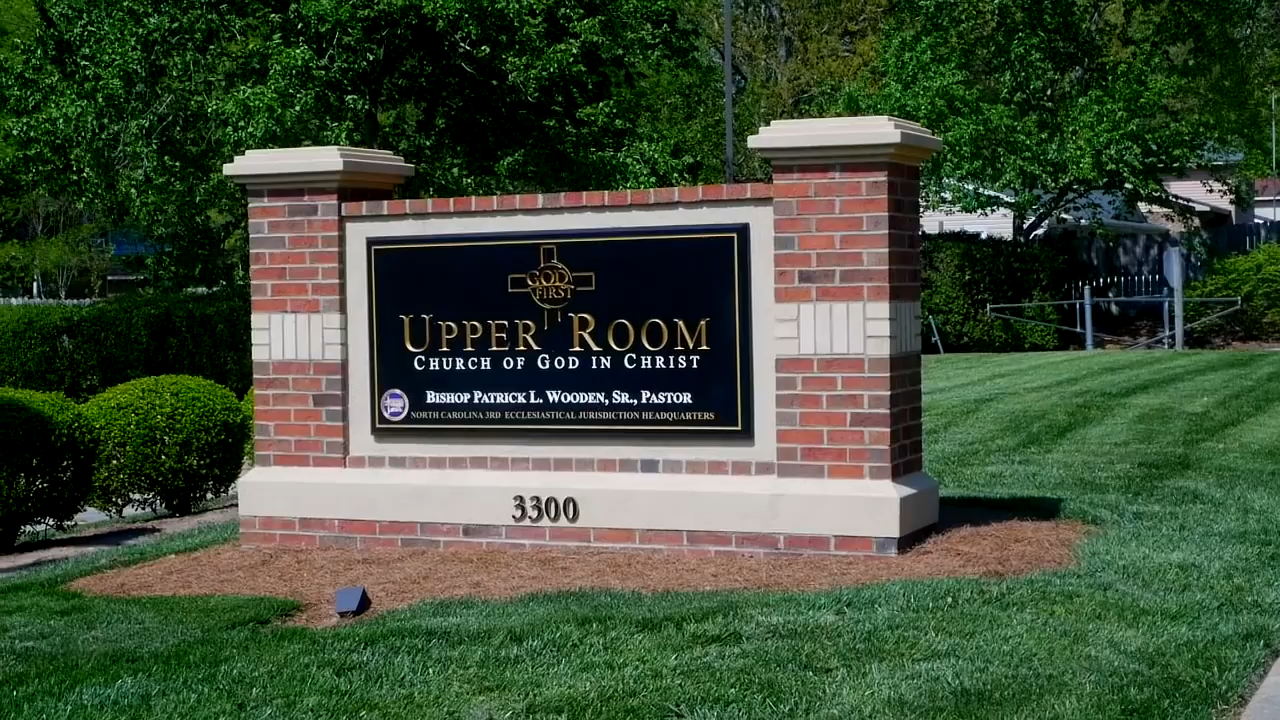 GOD
FIRST
UPPER ROOM
CHURCH OF GOD IN CHRIST
BISHOP PATRICK L. WOODEN, SR., PASTOR
NORTH CAROLINA 3RD ECCLESIASTICAL JURISDICTION HEADQUARTERS
3300